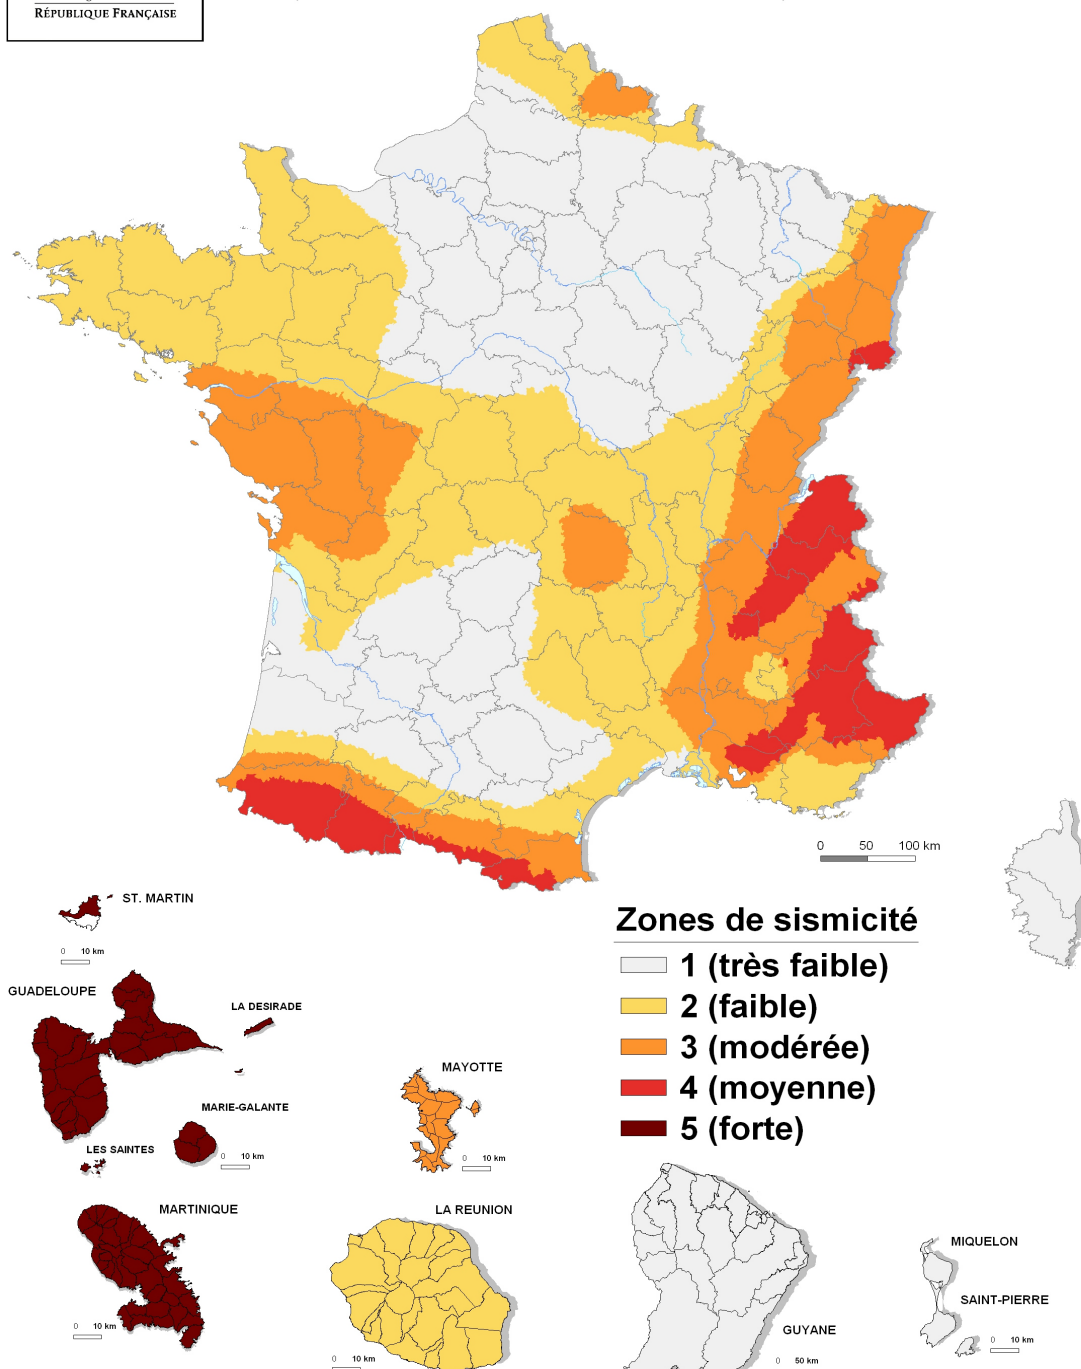 RÉPUBLIQUE FRANÇAISE
0 50 100 km
ST. MARTIN
0 10 km
GUADELOUPE
LA DESIRADE
MARIE-GALANTE
0 10 km
LES SAINTES
MAYOTTE
0 10 km
Zones de sismicité
1 (très faible)
2 (faible)
3 (modérée)
4 (moyenne)
5 (forte)
MARTINIQUE
0 10 km
LA REUNION
0 10 km
GUYANE
0 50 km
MIQUELON
SAINT-PIERRE
0 10 km